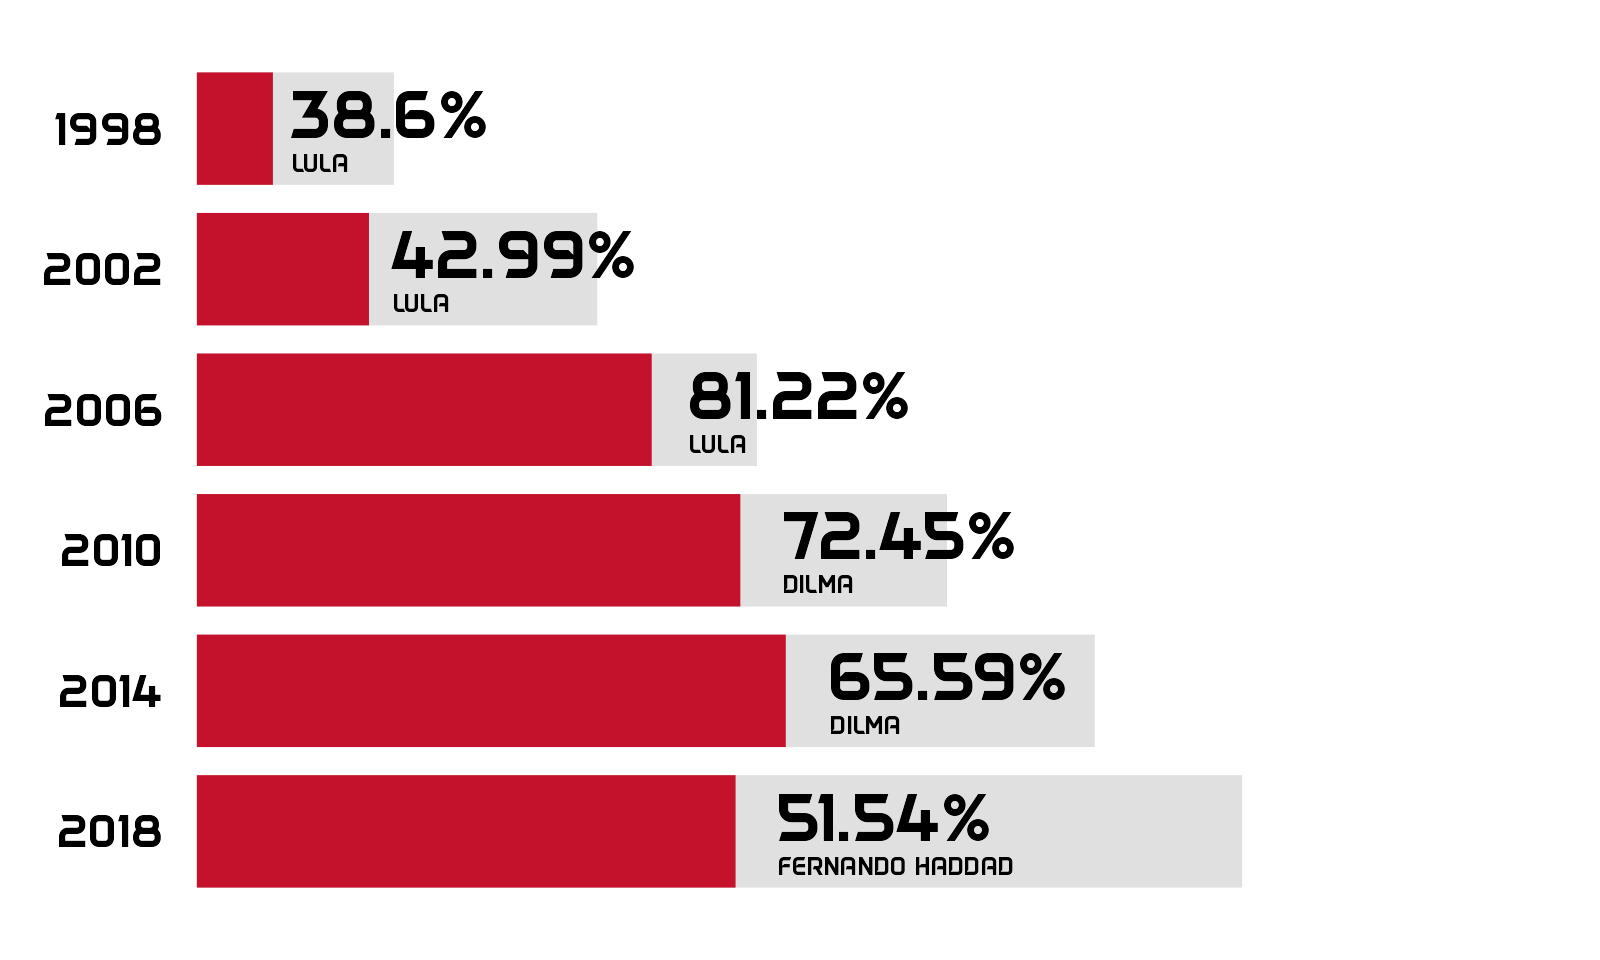 1998
38.6%
LULA
2002
42.99%
LULA
2006
81.22%
LULA
2010
72.45%
DILMA
2014
65.59%
DILMA
2018
51.54%
FERNANDO HADDAD